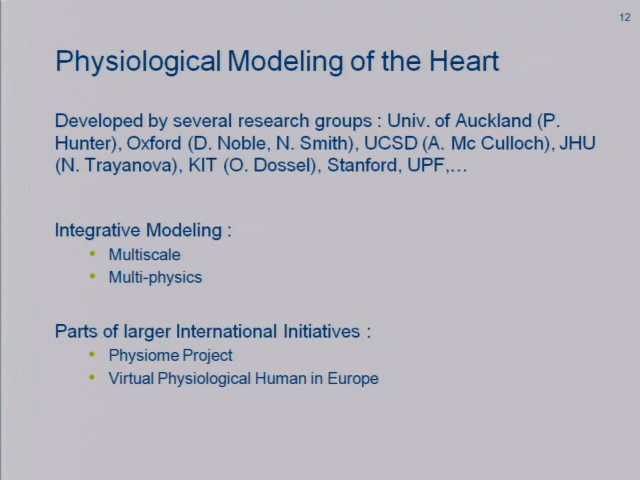 12
Physiological Modeling of the Heart
Developed by several research groups : Univ. of Auckland (P.
Hunter), Oxford (D. Noble, N. Smith), UCSD (A. Mc Culloch), JHU
(N. Trayanova), KIT (O. Dossel), Stanford, UPF,…
Integrative Modeling :
• Multiscale
• Multi-physics
Parts of larger International Initiatives :
• Physiome Project
• Virtual Physiological Human in Europe